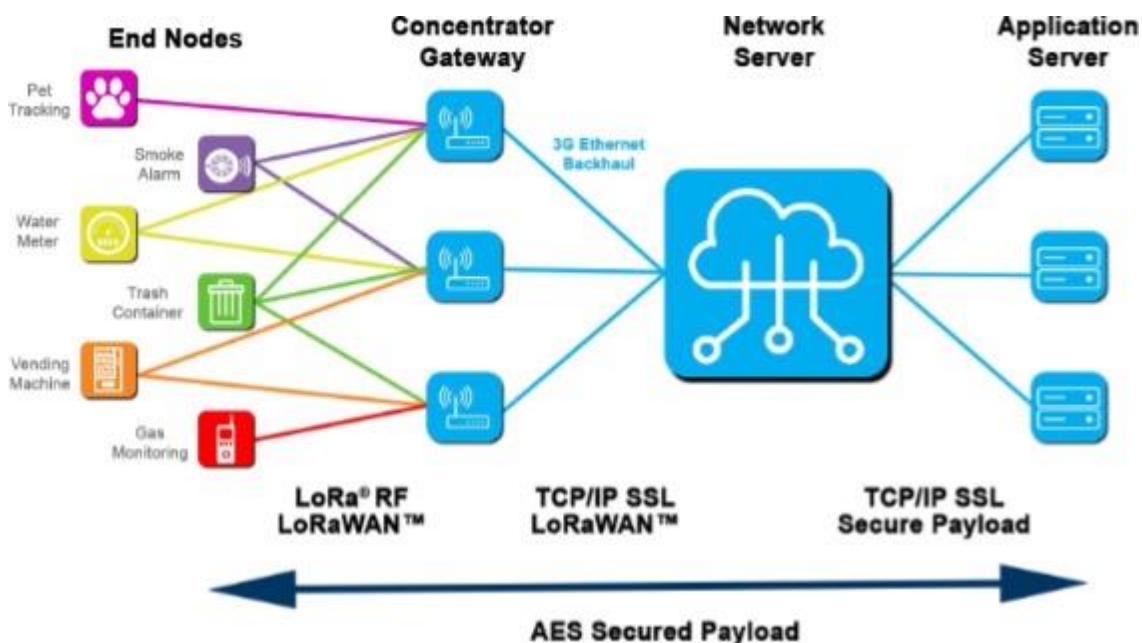 End Nodes
Concentrator
Gateway
Network
Server
Application
Server
Pet
Tracking
Smoke
Alarm
3G Ethernet
Backhaul
Water
Meter
Trash
Container
Vending
Machine
Gas
Monitoring
LoRa® RF
LoRaWAN™
TCP/IP SSL
LoRaWAN™
TCP/IP SSL
Secure Payload
AES Secured Payload